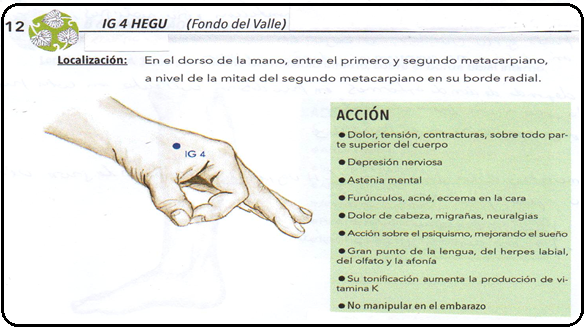 12
IG 4 HEGU (Fondo del Valle)
Localización: En el dorso de la mano, entre el primero y segundo metacarpiano,
a nivel de la mitad del segundo metacarpiano en su borde radial.
IG 4
ACCIÓN
●Dolor, tensión, contracturas, sobre todo par-
te superior del cuerpo
●Depresión nerviosa
●Astenia mental
●Furúnculos, acné, eccema en la cara
●Dolor de cabeza, migrañas, neuralgias
●Acción sobre el psiquismo, mejorando el sueño
●Gran punto de la lengua, del herpes labial,
del olfato y la afonía
●Su tonificación aumenta la producción de vi-
tamina K
●No manipular en el embarazo